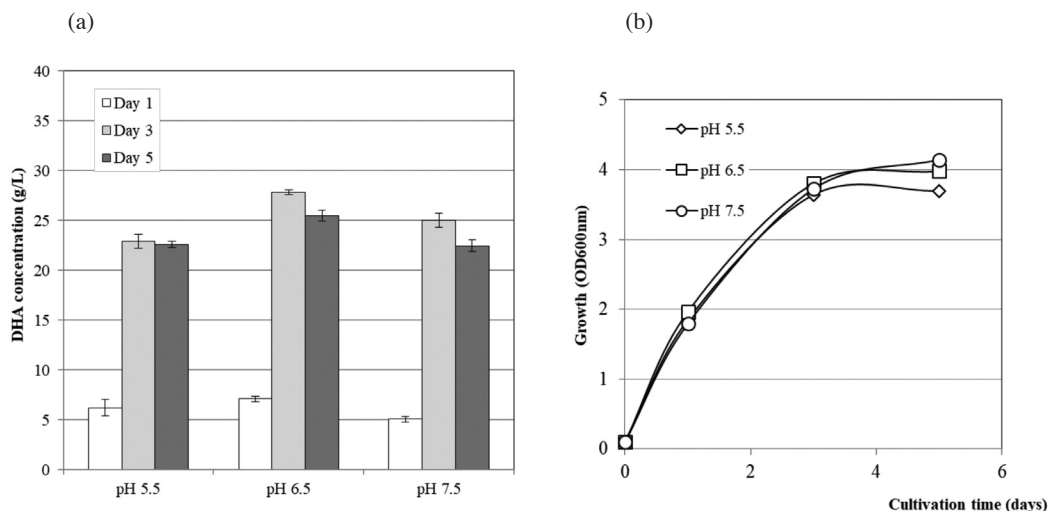 (a)
DHA concentration (g/L)
40
35
30
25
20
15
10
5
0
Day 1
Day 3
Day 5
pH 5.5
pH 6.5
pH 7.5
(b)
Growth (OD600nm)
5
4
3
2
1
0
pH 5.5
pH 6.5
pH 7.5
0
2
4
6
Cultivation time (days)